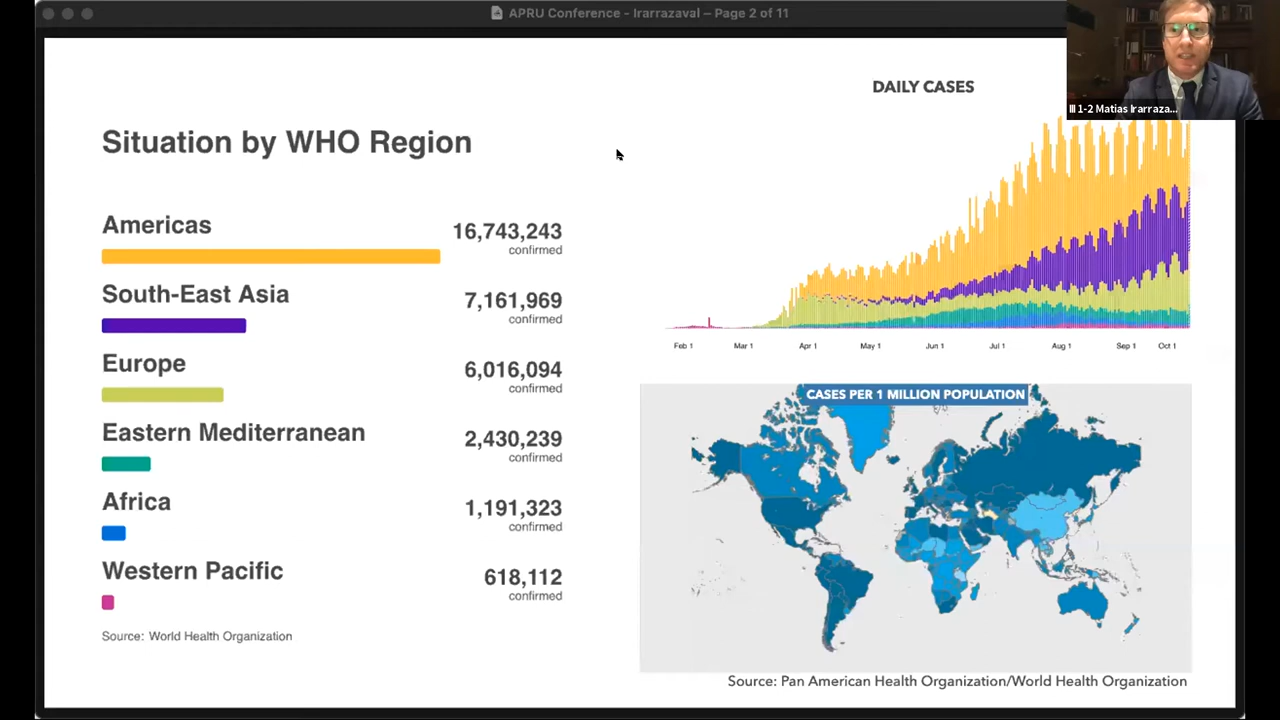 APRU Conference - Irarrazaval – Page 2 of 11
1-2 Matias Irarraza...
DAILY CASES
Situation by WHO Region
Americas
16,743,243
confirmed
South-East Asia
7,161,969
confirmed
Europe
6,016,094
confirmed
Eastern Mediterranean
2,430,239
confirmed
Africa
1,191,323
confirmed
Western Pacific
618,112
confirmed
Source: World Health Organization
Feb 1 Mar 1 Apr 1 May 1 Jun 1 Jul 1 Aug 1 Sep 1 Oct 1
CASES PER 1 MILLION POPULATION
Source: Pan American Health Organization/World Health Organization